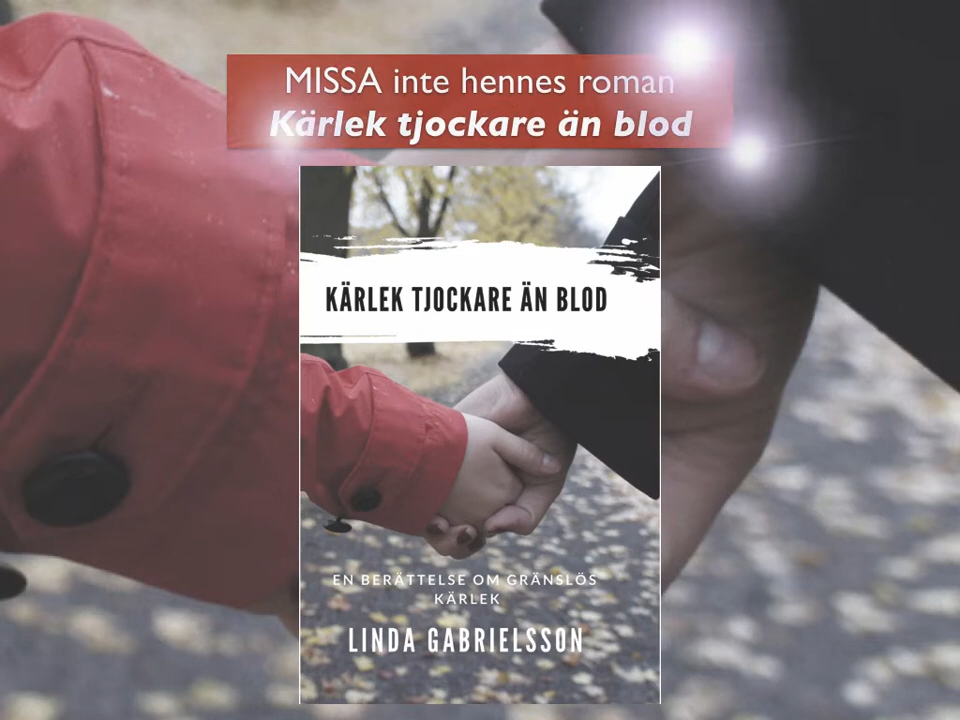 MISSA inte hennes roman
Kärlek tjockare än blod
KÄRLEK TJOCKARE ÄN BLOD
EN BERÄTTELSE OM GRÄNSLÖS
KÄRLEK
LINDA GABRIELSSON